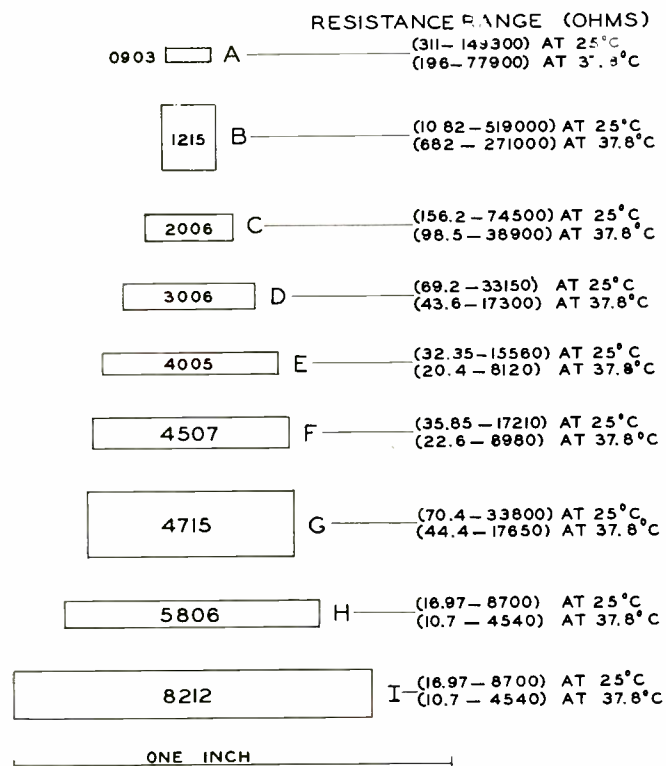 RESISTANCE RANGE (OHMS)
0903 A (311-149300) AT 25°C
(196-77900) AT 37.8°C
1215 B (10 82-519000) AT 25°C
(682-271000) AT 37.8°C
2006 C (156.2-74500) AT 25°C
(98.5-38900) AT 37.8°C
3006 D (69.2-33150) AT 25°C
(43.6-17300) AT 37.8°C
4005 E (32.35-15560) AT 25°C
(20.4-8120) AT 37.8°C
4507 F (35.85-17210) AT 25°C
(22.6-8980) AT 37.8°C
4715 G (70.4-33800) AT 25°C
(44.4-17650) AT 37.8°C
5806 H (16.97-8700) AT 25°C
(10.7-4540) AT 37.8°C
8212 I (16.97-8700) AT 25°C
(10.7-4540) AT 37.8°C
ONE INCH